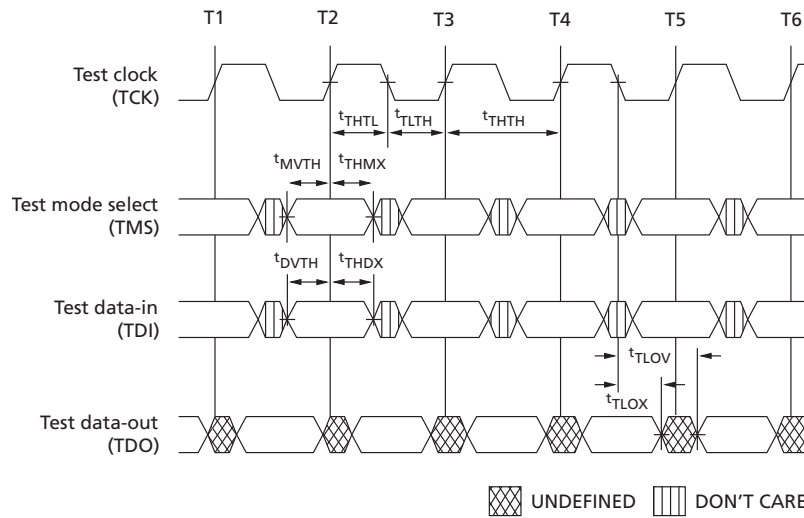 T1 T2 T3 T4 T5 T6
Test clock
(TCK)
tTHTL tTLTH tTHTH
tMVTH tTHMX
Test mode select
(TMS)
tDVTH tTHDX
Test data-in
(TDI)
tTLOV
tTLOX
Test data-out
(TDO)
UNDEFINED DON'T CARE